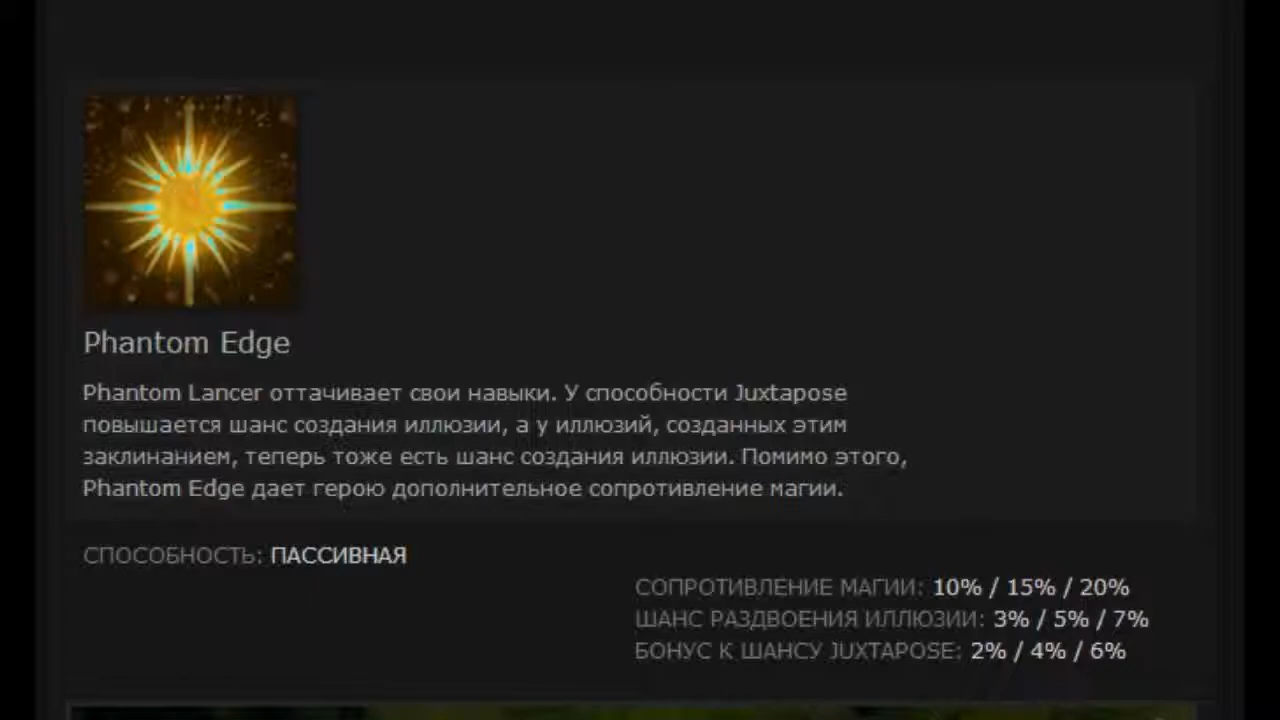 Phantom Edge
Phantom Lancer оттачивает свои навыки. У способности Juxtapose
повышается шанс создания иллюзии, а у иллюзий, созданных этим
заклинанием, теперь тоже есть шанс создания иллюзии. Помимо этого,
Phantom Edge дает герою дополнительное сопротивление магии.
СПОСОБНОСТЬ: ПАССИВНАЯ
СОПРОТИВЛЕНИЕ МАГИИ: 10% / 15% / 20%
ШАНС РАЗДВОЕНИЯ ИЛЛЮЗИИ: 3% / 5% / 7%
БОНУС К ШАНСУ JUXTAPOSE: 2% / 4% / 6%